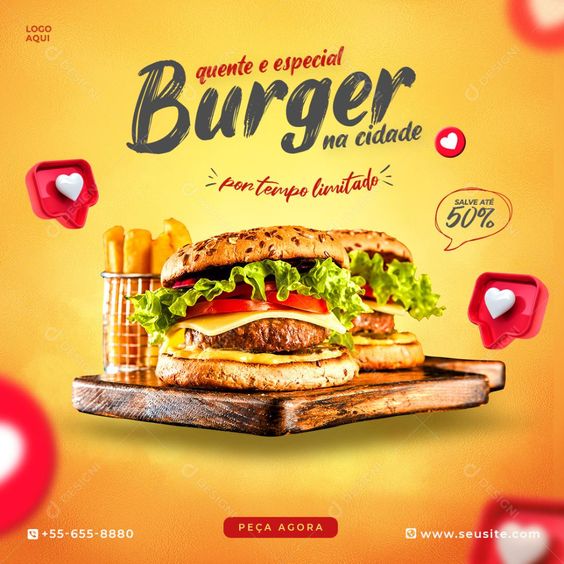 LOGO
AQUI
quente e especial
Burger
na cidade
por tempo limitado
SALVE ATÉ
50%
+55-655-8880
PEÇA AGORA
www.seusite.com
DESIGNI